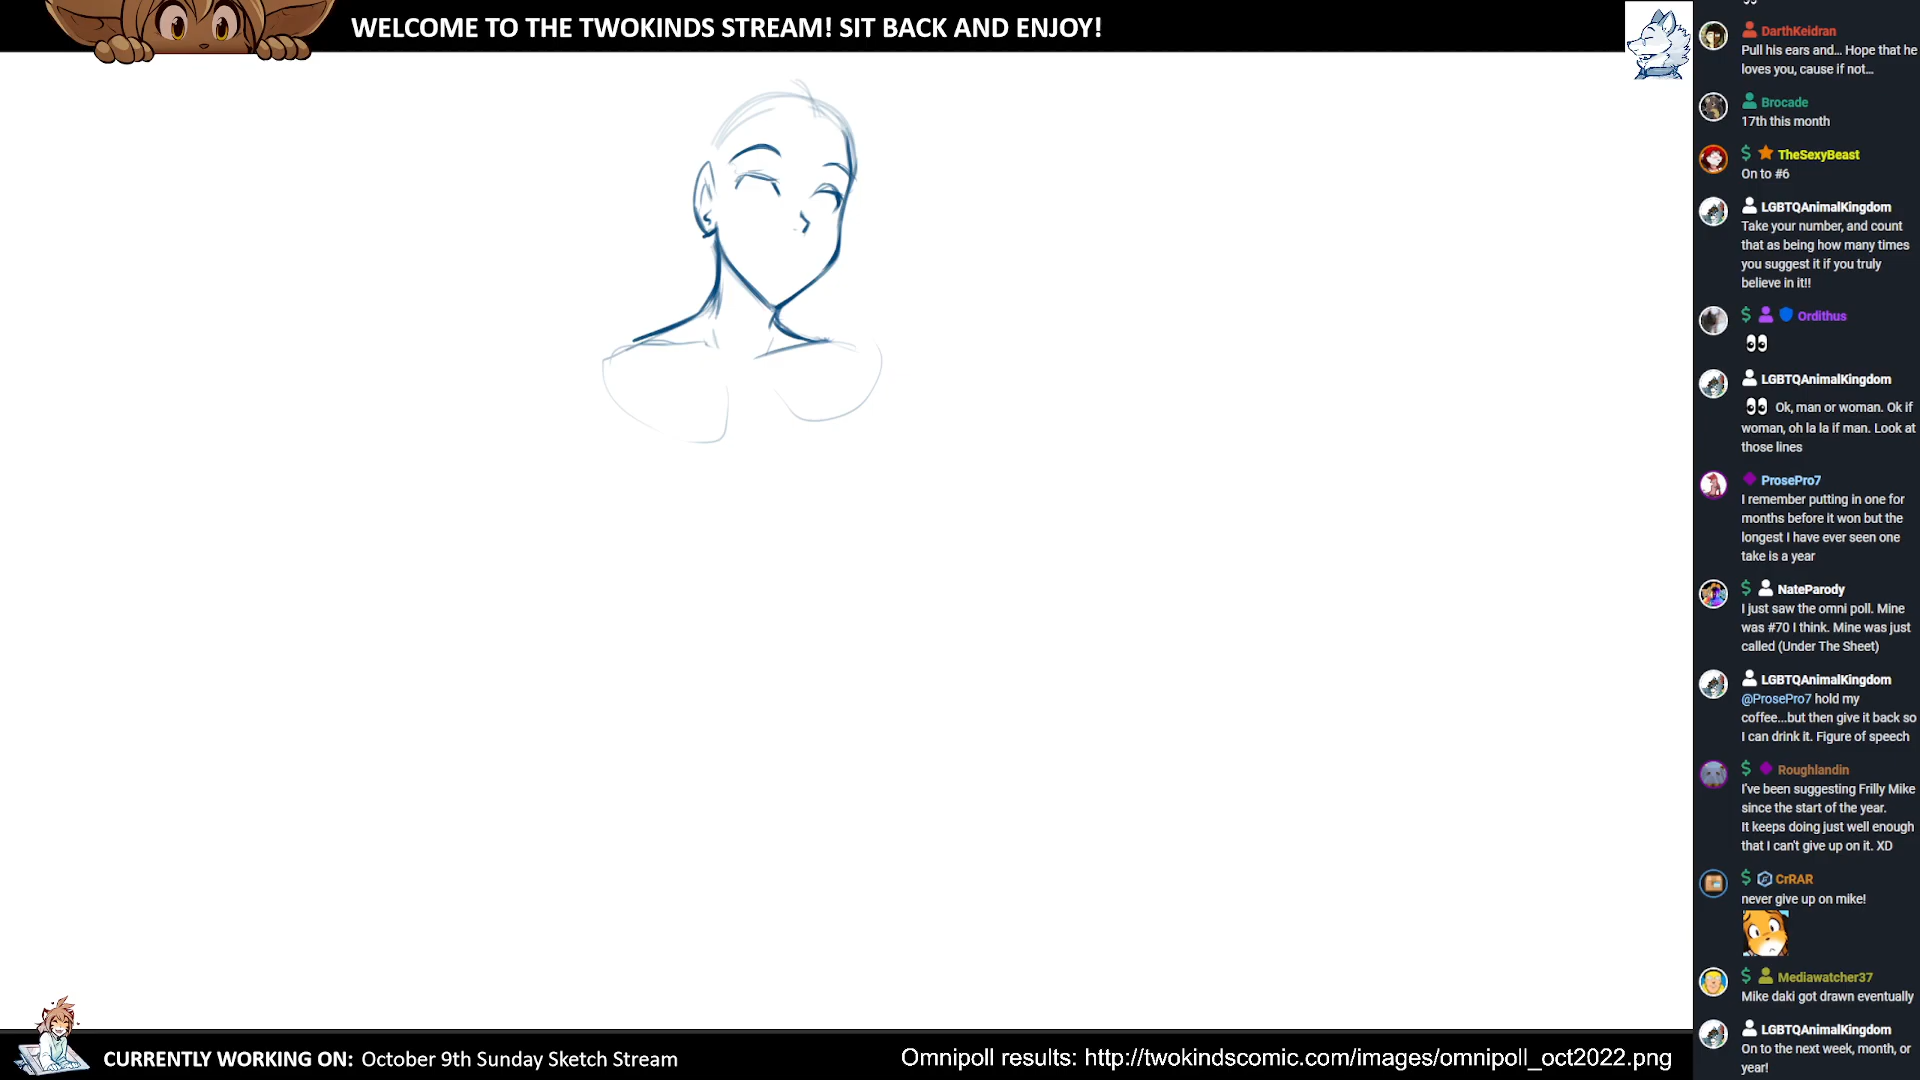 WELCOME TO THE TWOKINDS STREAM! SIT BACK AND ENJOY!
DarthKeidran
Pull his ears and... Hope that he
loves you, cause if not...
Brocade
17th this month
$ TheSexyBeast
On to #6
LGBTQAnimalKingdom
Take your number, and count
that as being how many times
you suggest it if you truly
believe in it!!
$ Ordithus
LGBTQAnimalKingdom
Ok, man or woman. Ok if
woman, oh la la if man. Look at
those lines
ProsePro7
I remember putting in one for
months before it won but the
longest I have ever seen one
take is a year
$ NateParody
I just saw the omni poll. Mine
was #70 I think. Mine was just
called (Under The Sheet)
LGBTQAnimalKingdom
@ProsePro7 hold my
coffee...but then give it back so
I can drink it. Figure of speech
$ Roughlandin
I've been suggesting Frilly Mike
since the start of the year.
It keeps doing just well enough
that I can't give up on it. XD
$ CrRAR
never give up on mike!
$ Mediawatcher37
Mike daki got drawn eventually
LGBTQAnimalKingdom
On to the next week, month, or
year!
CURRENTLY WORKING ON: October 9th Sunday Sketch Stream
Omnipoll results: http://twokindscomic.com/images/omnipoll_oct2022.png